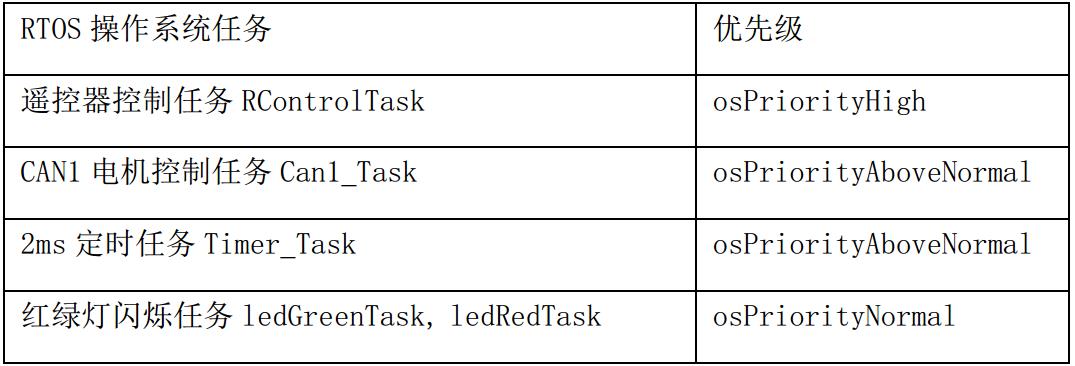 RTOS 操作系统任务
优先级
遥控器控制任务 RControlTask
osPriorityHigh
CAN1 电机控制任务 Can1_Task
osPriorityAboveNormal
2ms 定时任务 Timer_Task
osPriorityAboveNormal
红绿灯闪烁任务 ledGreenTask, ledRedTask
osPriorityNormal